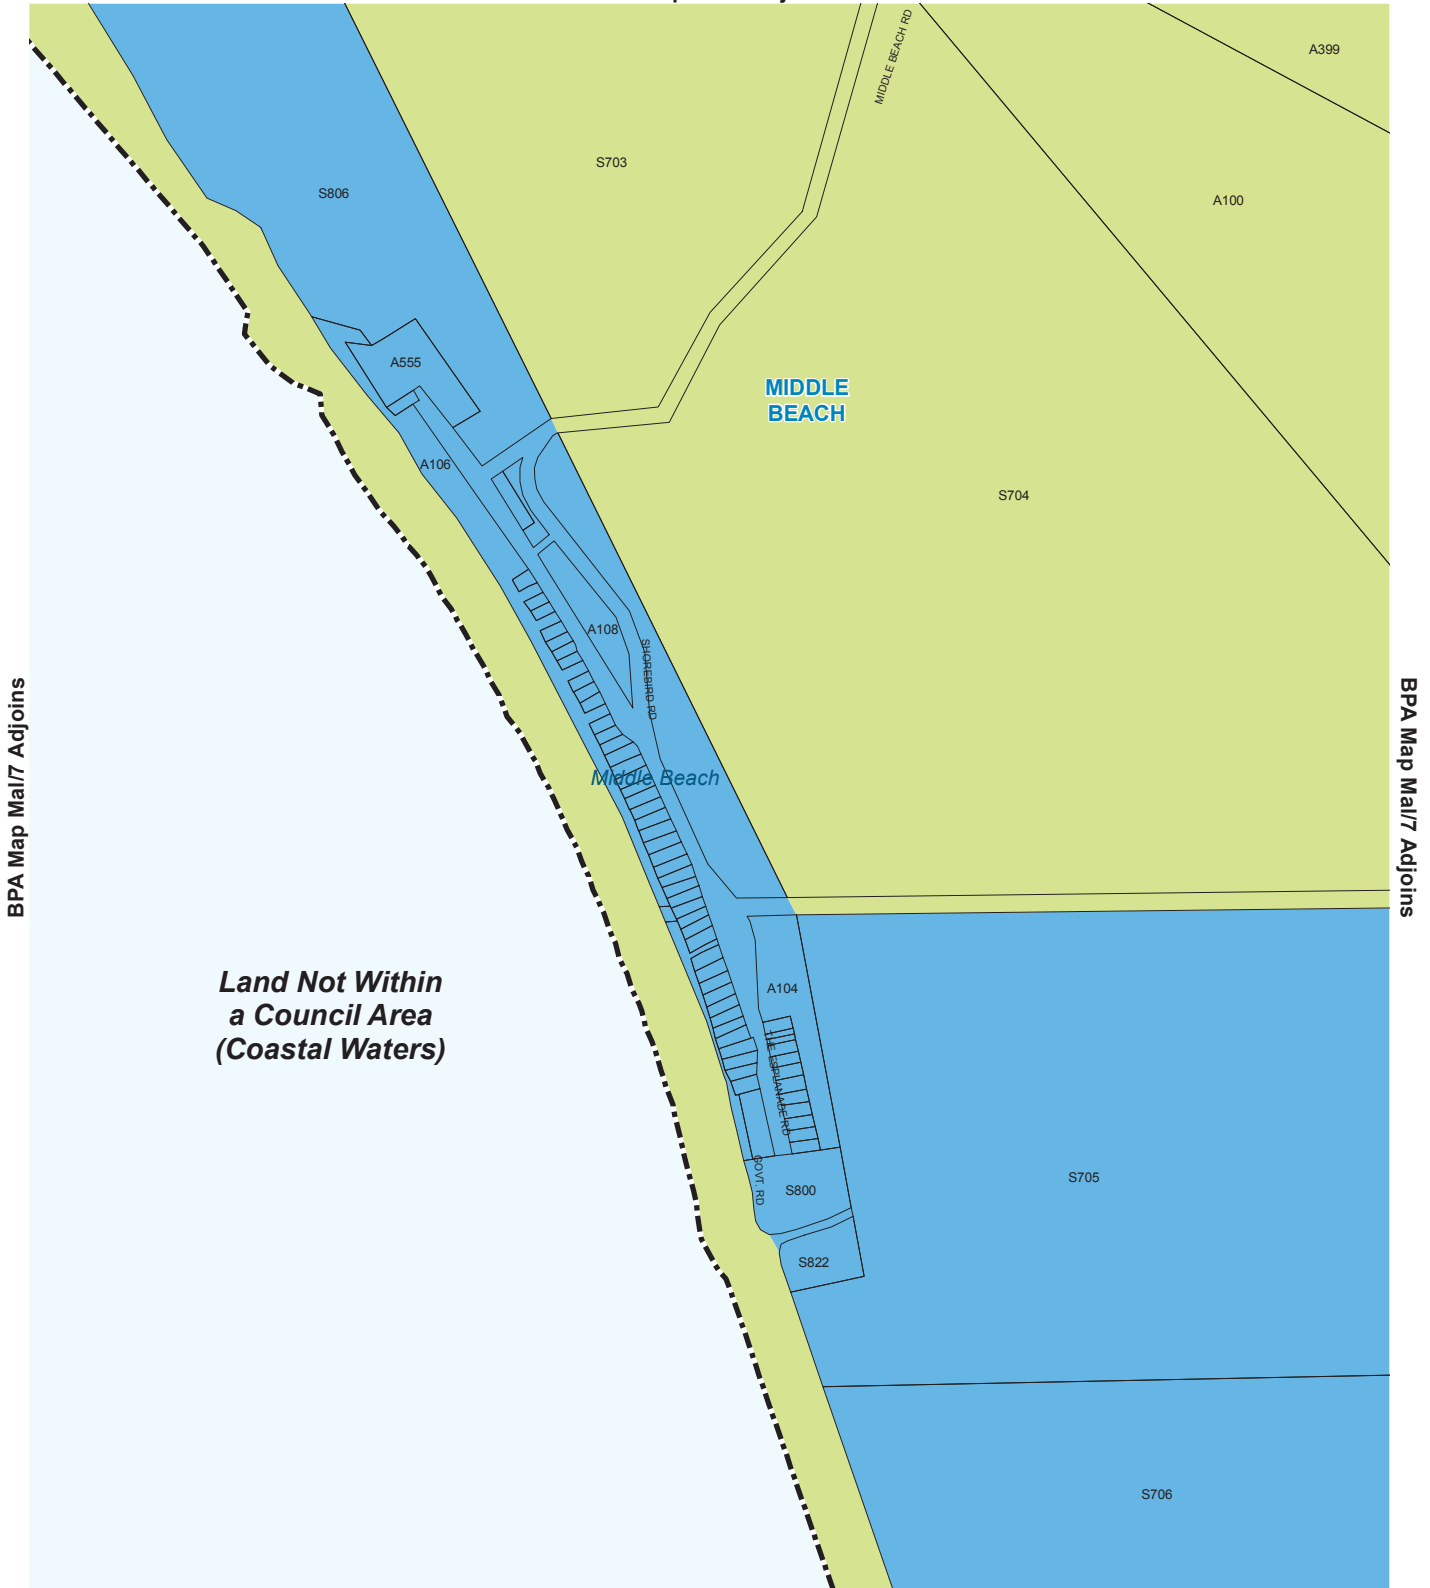 MIDDLE BEACH RD
A399
S703
S806
A100
A555
MIDDLE
BEACH
A106
S704
A108
SHOREBIRD RD
BPA Map Mal/7 Adjoins
BPA Map Mal/7 Adjoins
Middle Beach
Land Not Within
a Council Area
(Coastal Waters)
A104
THE ESPLANADE RD
GOVT. RD
S800
S705
S822
S706